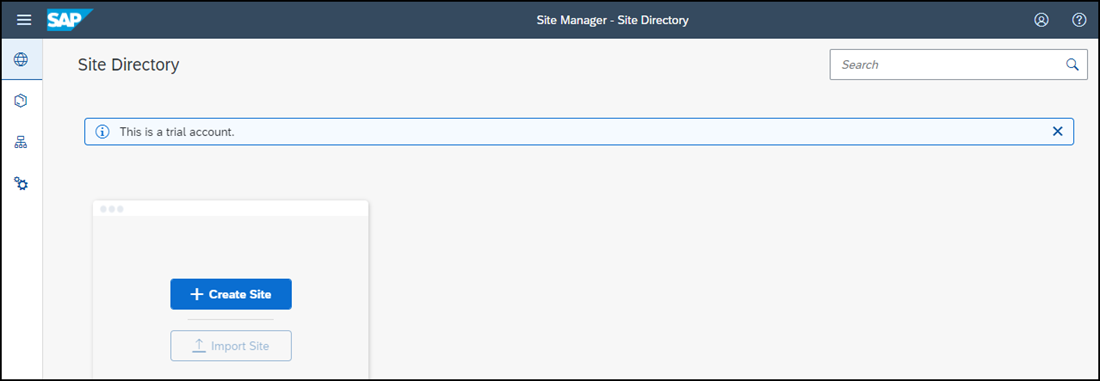 SAP
Site Manager - Site Directory
Site Directory
Search
This is a trial account.
Create Site
Import Site